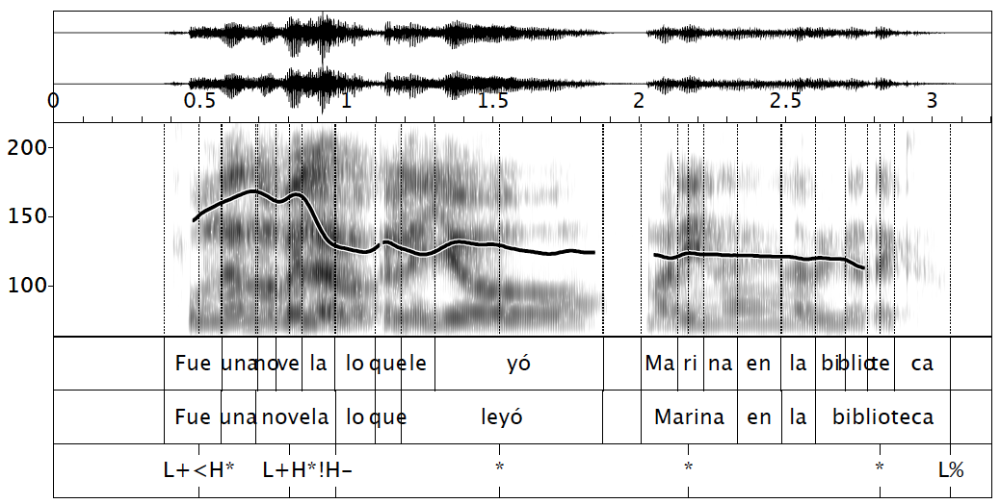 0 0.5 1 1.5 2 2.5 3
200
150
100
Fue una no ve la lo que le yó Ma ri na en la bi blio te ca
Fue una novela lo que leyó Marina en la biblioteca
L+<H* L+H* !H- * * * L%